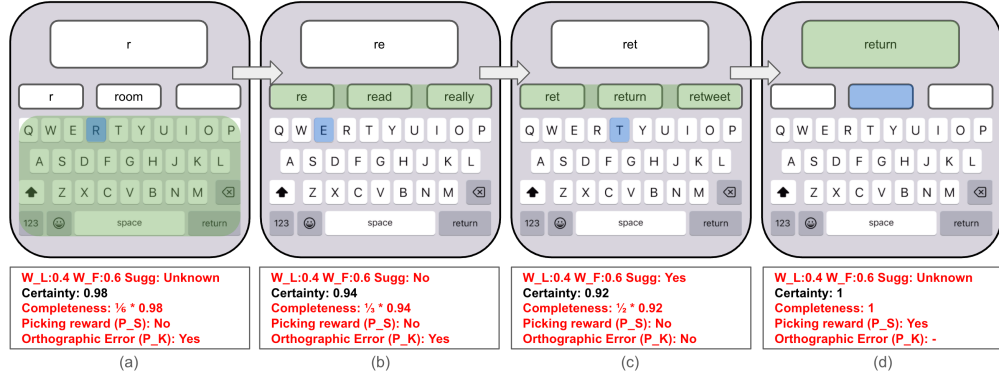 r
r room
Q W E R T Y U I O P
A S D F G H J K L
Z X C V B N M
123 space return
W_L:0.4 W_F:0.6 Sugg: Unknown
Certainty: 0.98
Completeness: ⅙ * 0.98
Picking reward (P_S): No
Orthographic Error (P_K): Yes
(a)
re
re read really
Q W E R T Y U I O P
A S D F G H J K L
Z X C V B N M
123 space return
W_L:0.4 W_F:0.6 Sugg: No
Certainty: 0.94
Completeness: ⅓ * 0.94
Picking reward (P_S): No
Orthographic Error (P_K): Yes
(b)
ret
ret return retweet
Q W E R T Y U I O P
A S D F G H J K L
Z X C V B N M
123 space return
W_L:0.4 W_F:0.6 Sugg: Yes
Certainty: 0.92
Completeness: ½ * 0.92
Picking reward (P_S): No
Orthographic Error (P_K): No
(c)
return
Q W E R T Y U I O P
A S D F G H J K L
Z X C V B N M
123 space return
W_L:0.4 W_F:0.6 Sugg: Unknown
Certainty: 1
Completeness: 1
Picking reward (P_S): Yes
Orthographic Error (P_K): -
(d)